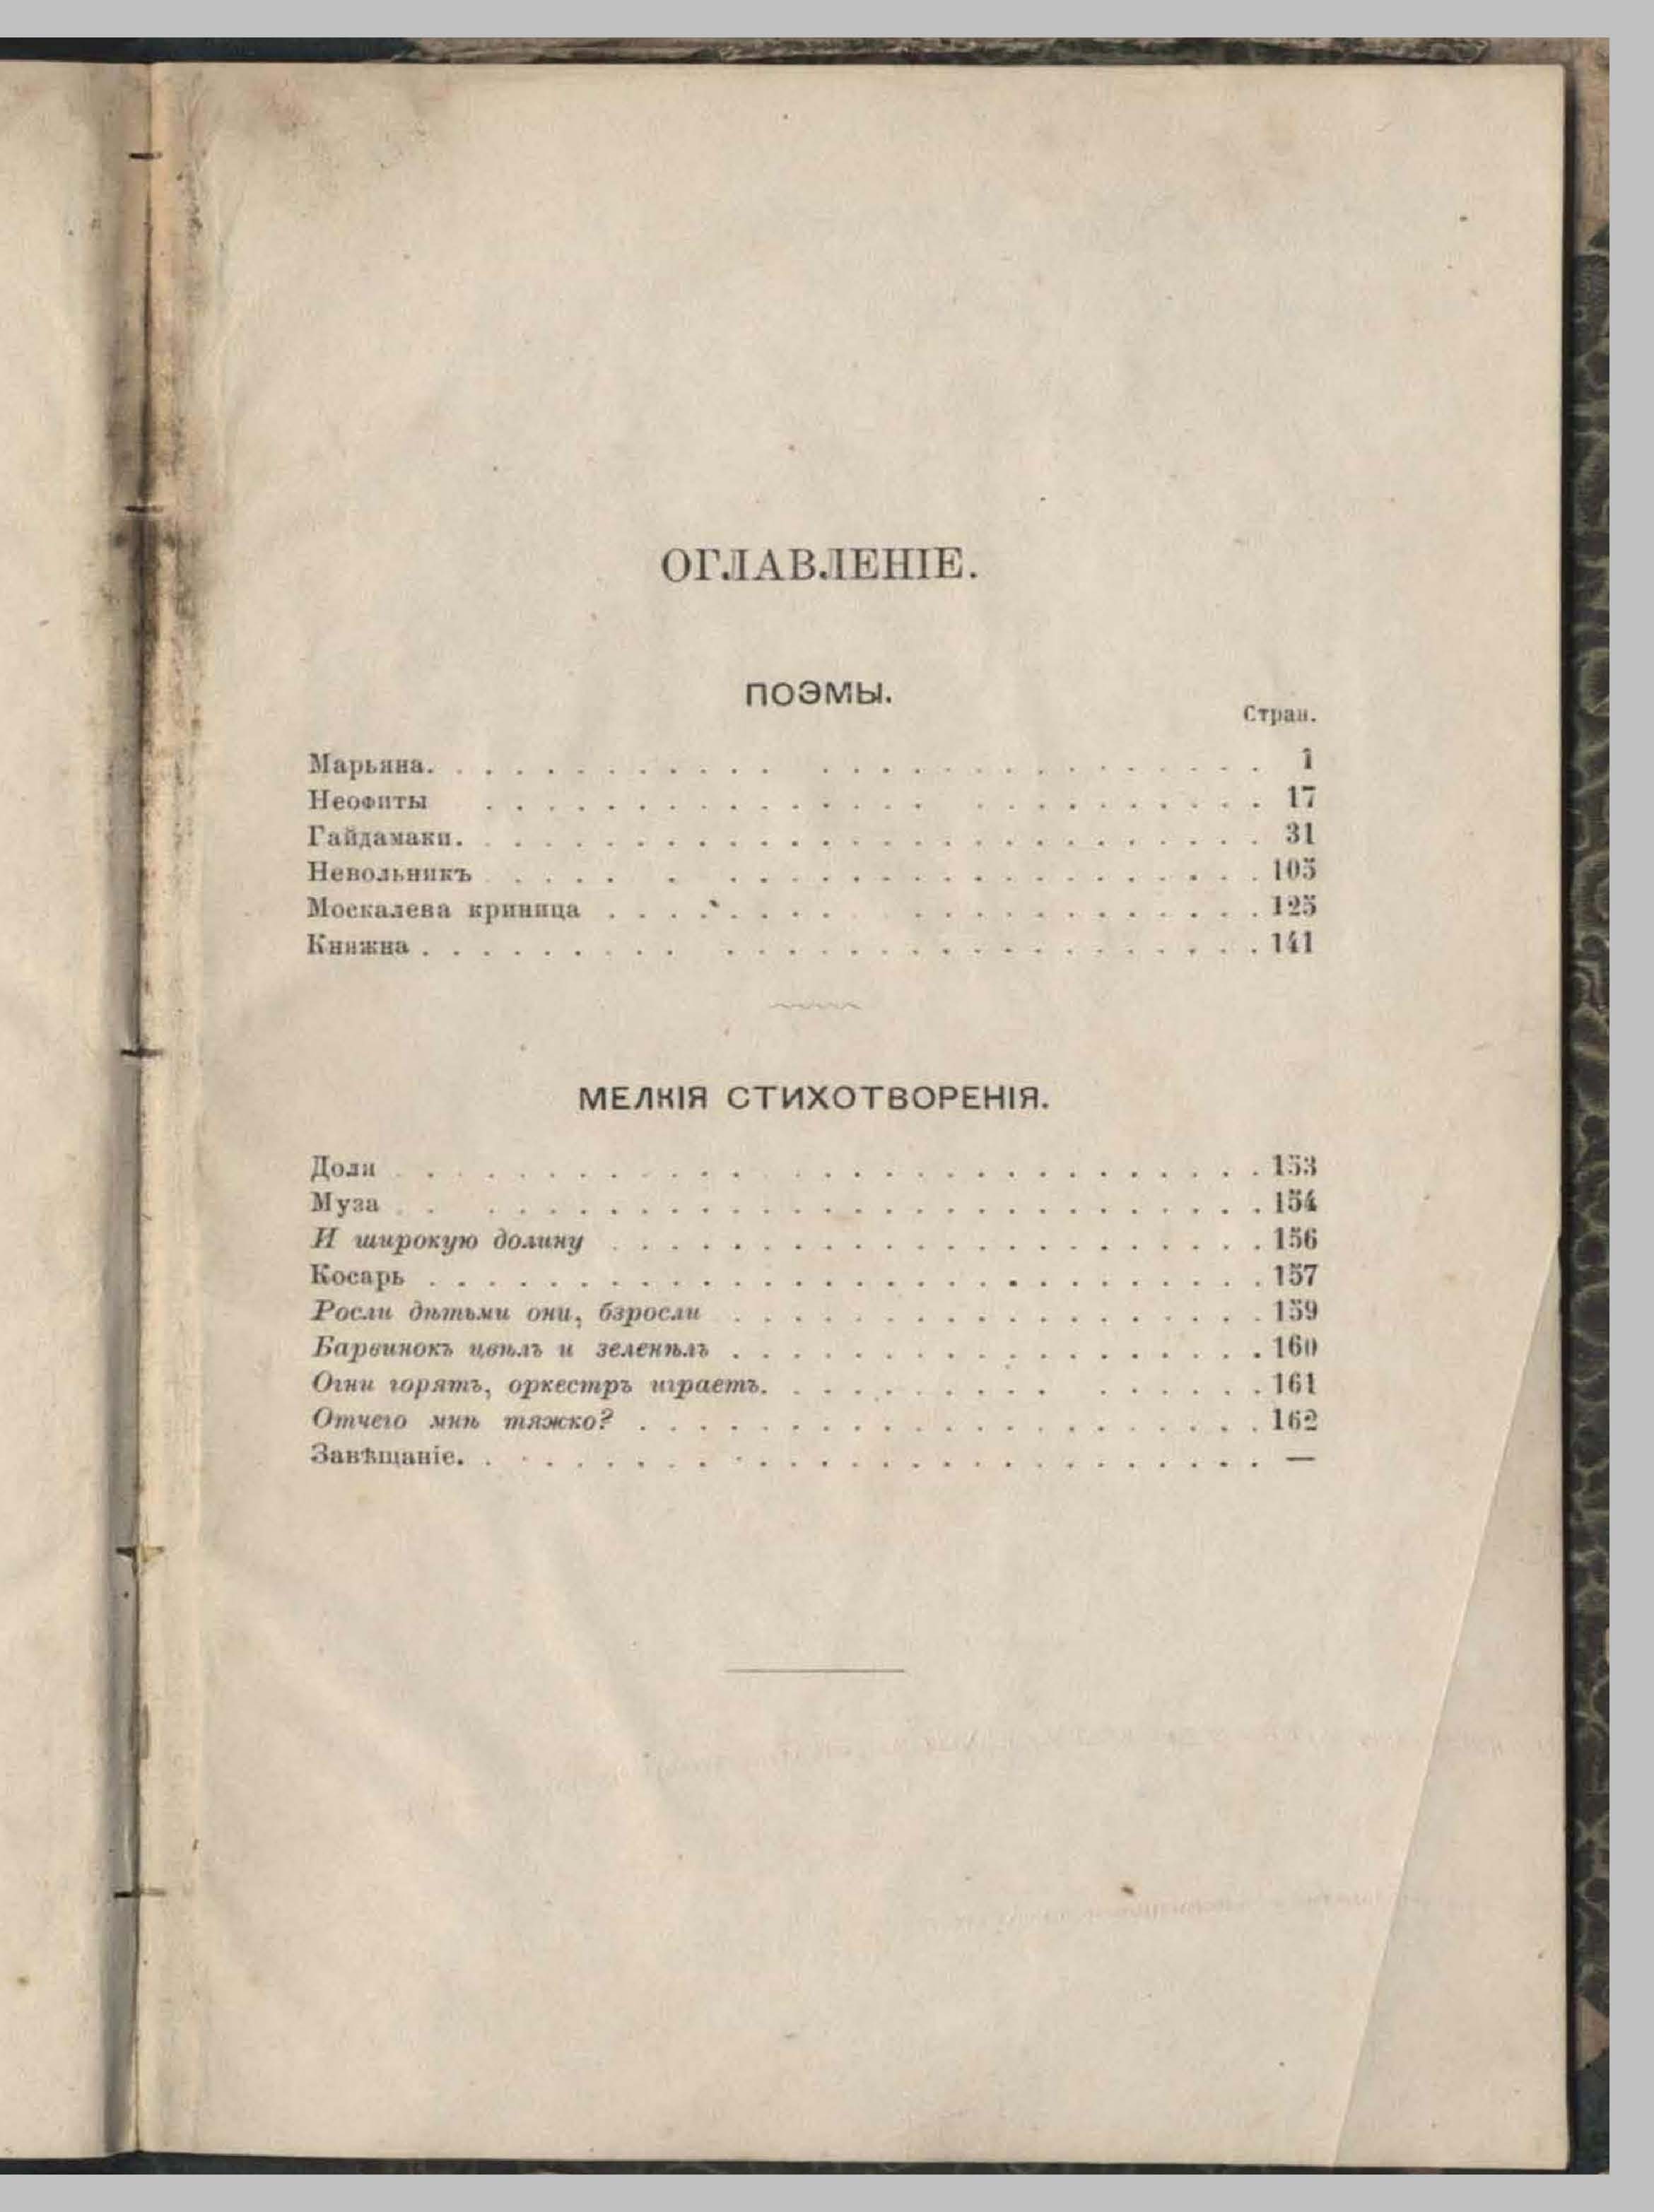 ОГЛАВЛЕНІЕ.
ПОЭМЫ.
Стран.
Марьяна. . . . . . . . . . . . . . . . . . . . . . . . . . . 1
Неофиты . . . . . . . . . . . . . . . . . . . . . . . . . 17
Гайдамаки. . . . . . . . . . . . . . . . . . . . . . . . . . . 31
Невольникъ . . . . . . . . . . . . . . . . . . . . . . . . 105
Москалева криница . . . . . . . . . . . . . . . . . . . . 125
Княжна . . . . . . . . . . . . . . . . . . . . . . . . . . . 141
МЕЛКІЯ СТИХОТВОРЕНІЯ.
Доля . . . . . . . . . . . . . . . . . . . . . . . . . . . . 153
Муза . . . . . . . . . . . . . . . . . . . . . . . . . . . . 154
И широкую долину . . . . . . . . . . . . . . . . . . . . . . 156
Косарь . . . . . . . . . . . . . . . . . . . . . . . . . . . 157
Росли дѣтьми они, бзросли . . . . . . . . . . . . . . . . . . 159
Барвинокъ цвѣлъ и зеленѣлъ . . . . . . . . . . . . . . . . . . 160
Огни горятъ, оркестръ играетъ. . . . . . . . . . . . . . . . 161
Отчего мнѣ тяжко? . . . . . . . . . . . . . . . . . . . . . 162
Завѣщаніе. . . . . . . . . . . . . . . . . . . . . . . . . . . —